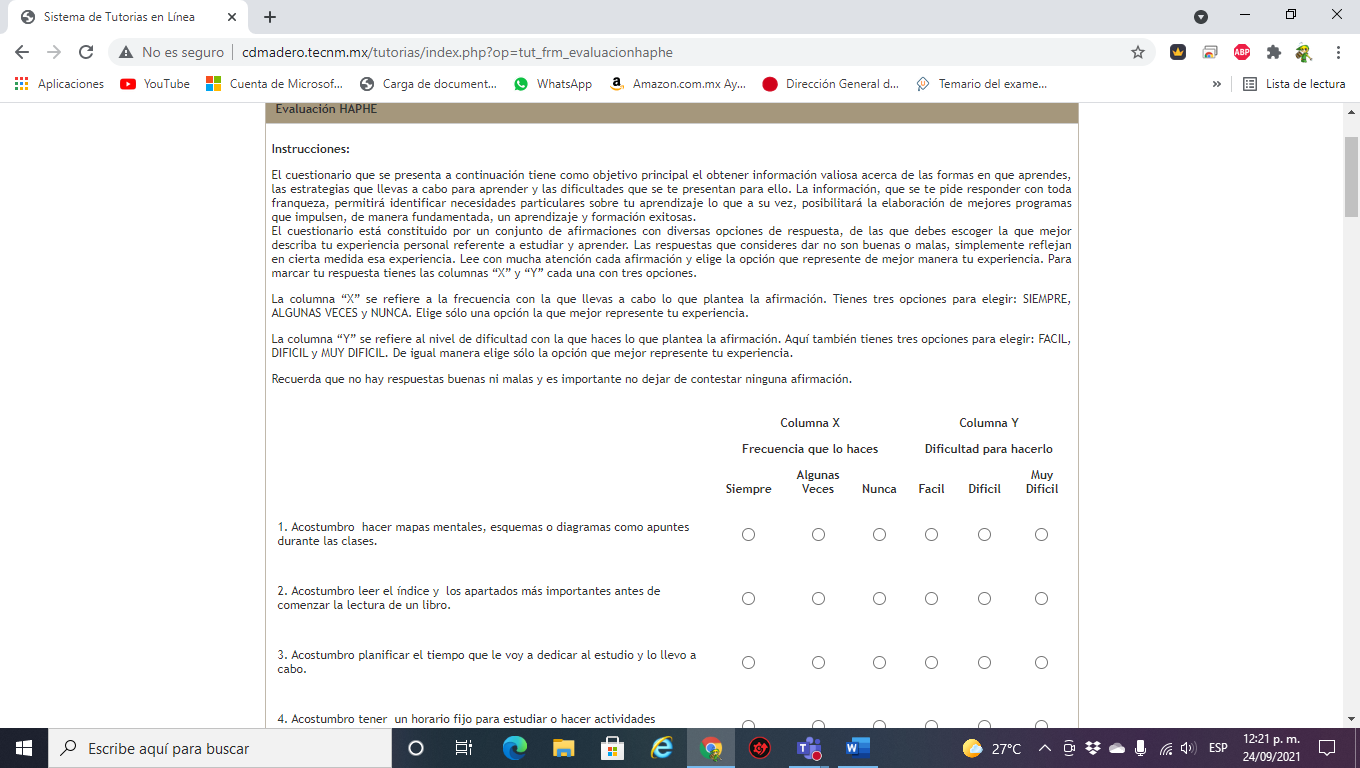 Sistema de Tutorias en Línea
No es seguro
cdmadero.tecnm.mx/tutorias/index.php?op=tut_frm_evaluacionhaphe
ABP
Aplicaciones
YouTube
Cuenta de Microsof...
Carga de document...
WhatsApp
Amazon.com.mx Ay...
Dirección General d...
Temario del exame...
»
Lista de lectura
Evaluación HAPHE
Instrucciones:
El cuestionario que se presenta a continuación tiene como objetivo principal el obtener información valiosa acerca de las formas en que aprendes,
las estrategias que llevas a cabo para aprender y las dificultades que se te presentan para ello. La información, que se te pide responder con toda
franqueza, permitirá identificar necesidades particulares sobre tu aprendizaje lo que a su vez, posibilitará la elaboración de mejores programas
que impulsen, de manera fundamentada, un aprendizaje y formación exitosas.
El cuestionario está constituido por un conjunto de afirmaciones con diversas opciones de respuesta, de las que debes escoger la que mejor
describa tu experiencia personal referente a estudiar y aprender. Las respuestas que consideres dar no son buenas o malas, simplemente reflejan
en cierta medida esa experiencia. Lee con mucha atención cada afirmación y elige la opción que represente de mejor manera tu experiencia. Para
marcar tu respuesta tienes las columnas “X” y “Y” cada una con tres opciones.
La columna “X” se refiere a la frecuencia con la que llevas a cabo lo que plantea la afirmación. Tienes tres opciones para elegir: SIEMPRE,
ALGUNAS VECES y NUNCA. Elige sólo una opción la que mejor represente tu experiencia.
La columna “Y” se refiere al nivel de dificultad con la que haces lo que plantea la afirmación. Aquí también tienes tres opciones para elegir: FACIL,
DIFICIL y MUY DIFICIL. De igual manera elige sólo la opción que mejor represente tu experiencia.
Recuerda que no hay respuestas buenas ni malas y es importante no dejar de contestar ninguna afirmación.
Columna X
Columna Y
Frecuencia que lo haces
Dificultad para hacerlo
Siempre
Algunas
Veces
Nunca
Facil
Dificil
Muy
Dificil
1. Acostumbro hacer mapas mentales, esquemas o diagramas como apuntes
durante las clases.
2. Acostumbro leer el índice y los apartados más importantes antes de
comenzar la lectura de un libro.
3. Acostumbro planificar el tiempo que le voy a dedicar al estudio y lo llevo a
cabo.
4. Acostumbro tener un horario fijo para estudiar o hacer actividades
Escribe aquí para buscar
27°C
ESP
12:21 p. m.
24/09/2021